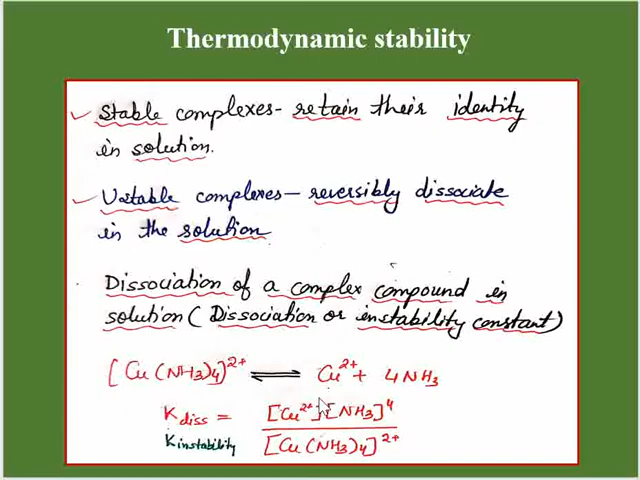 Thermodynamic stability
✓ Stable complexes- retain their identity
in solution.
✓ Unstable complexes- reversibly dissociate
in the solution
Dissociation of a complex compound in
solution (Dissociation or instability constant)
[Cu(NH3)4]²⁺ ⇌ Cu²⁺ + 4NH3
Kdiss = [Cu²⁺][NH3]⁴
Kinstability [Cu(NH3)4]²⁺